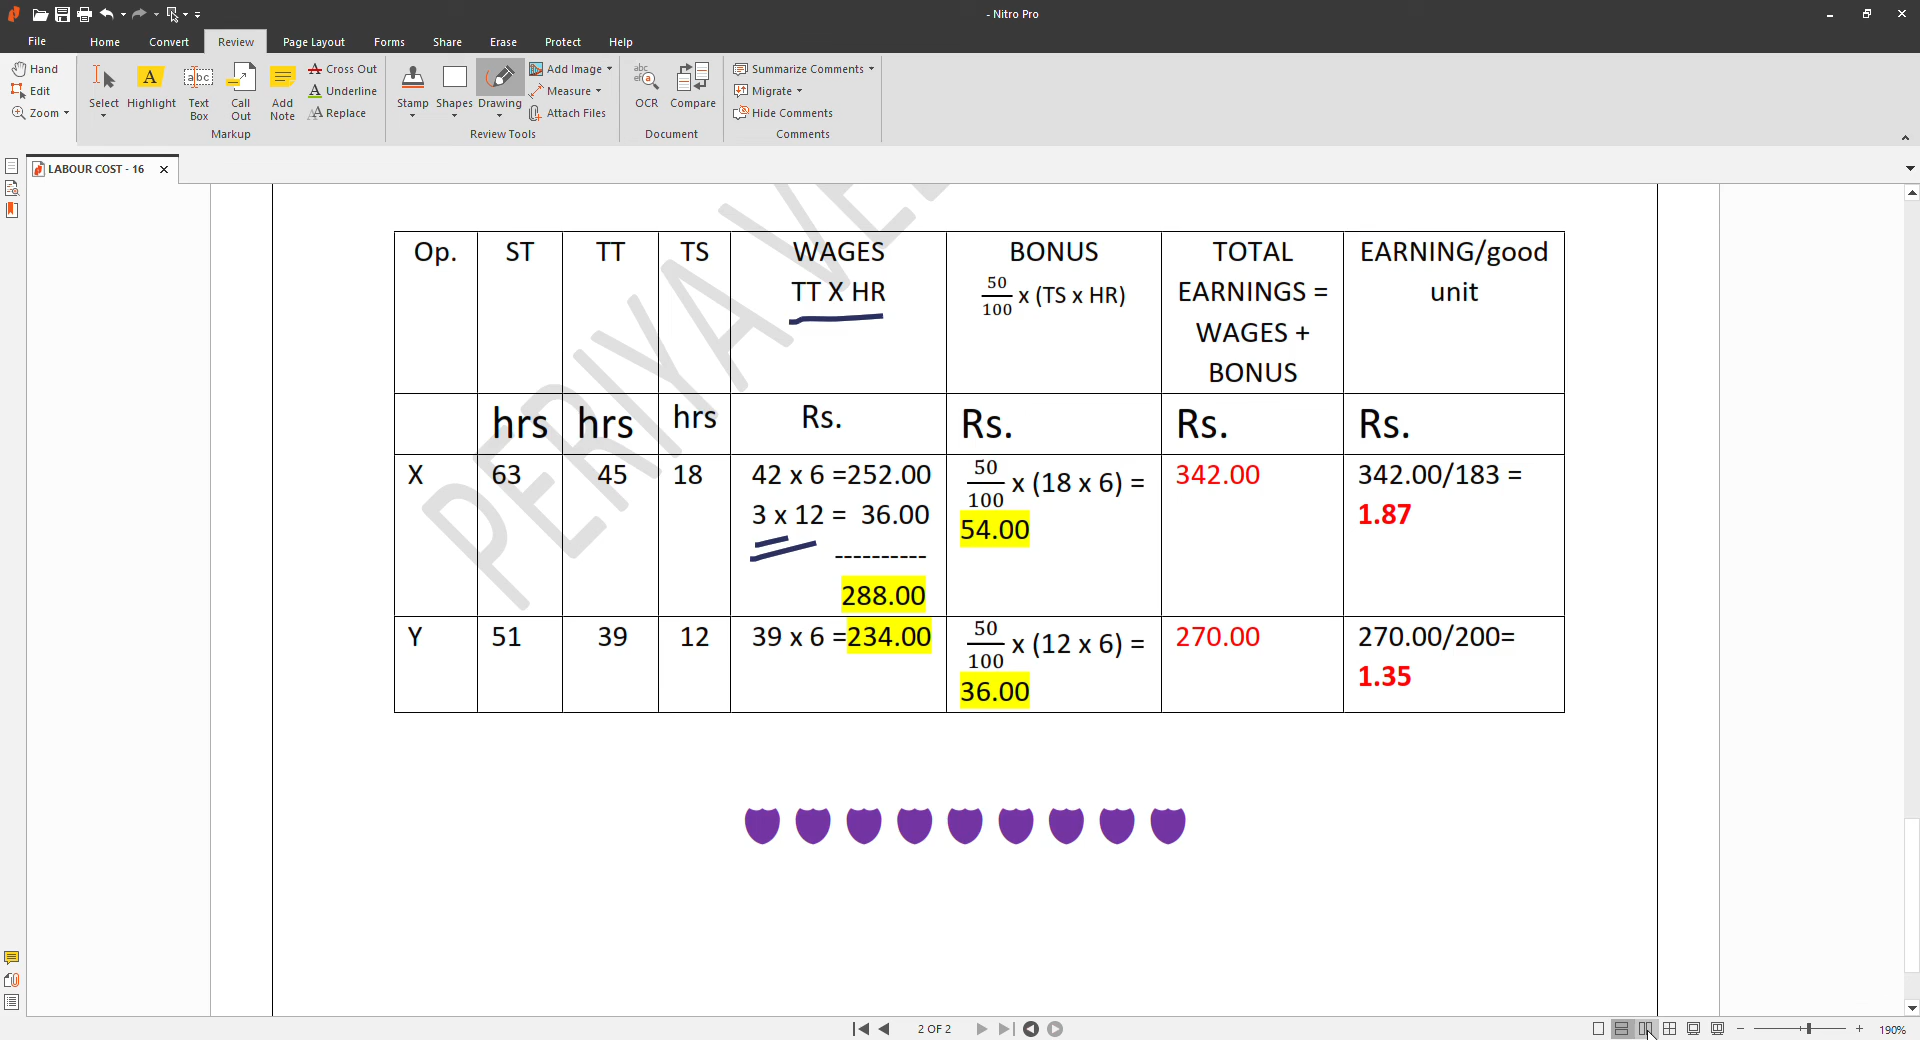 - Nitro Pro
File Home Convert Review Page Layout Forms Share Erase Protect Help
Hand
Edit
Zoom
Select
Highlight
Text Box
Call Out
Add Note
Cross Out
Underline
Replace
Markup
Stamp
Shapes
Drawing
Add Image
Measure
Attach Files
Review Tools
OCR
Compare
Document
Summarize Comments
Migrate
Hide Comments
Comments
LABOUR COST - 16
PERIYA VE
Op. ST TT TS WAGES BONUS TOTAL EARNING/good
TT X HR 50/100 x (TS x HR) EARNINGS = unit
WAGES +
BONUS
hrs hrs hrs Rs. Rs. Rs. Rs.
X 63 45 18 42 x 6 =252.00 50/100 x (18 x 6) = 342.00 342.00/183 =
3 x 12 = 36.00 54.00 1.87
----------
288.00
Y 51 39 12 39 x 6 =234.00 50/100 x (12 x 6) = 270.00 270.00/200=
36.00 1.35
2 OF 2
190%